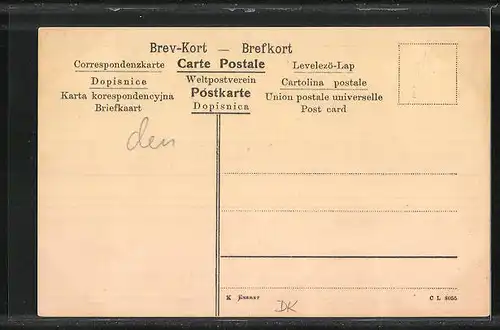 Brev-Kort — Brefkort
Correspondenzkarte Carte Postale Levelezö-Lap
Dopisnice Weltpostverein Cartolina postale
Karta korespondencyjna Postkarte Union postale universelle
Briefkaart Dopisnica Post card
den
DK
C L